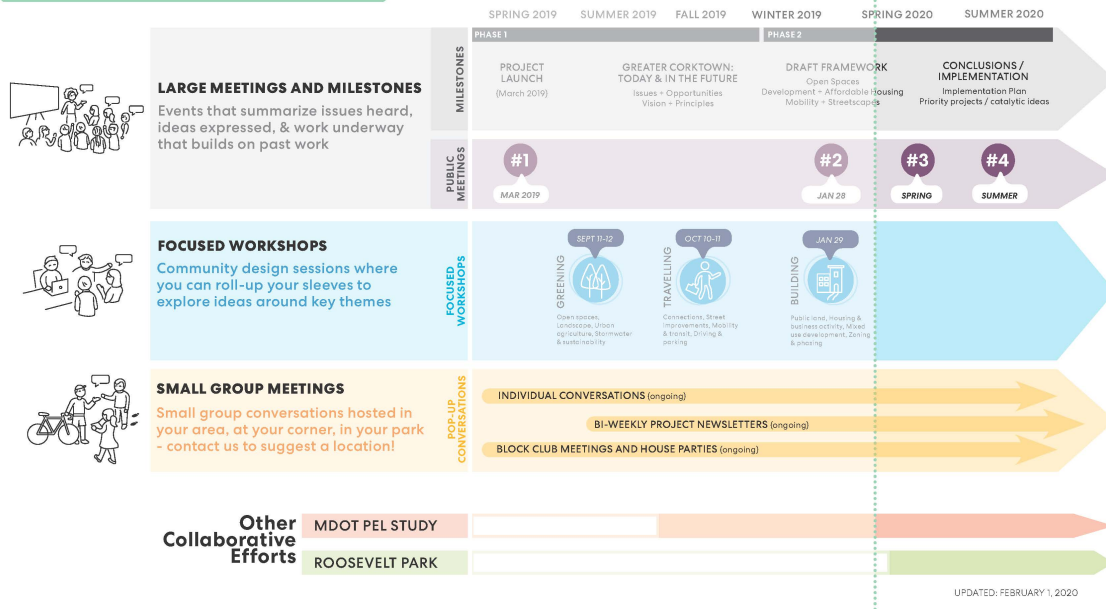 SPRING 2019 SUMMER 2019 FALL 2019 WINTER 2019 SPRING 2020 SUMMER 2020
PHASE 1 PHASE 2
LARGE MEETINGS AND MILESTONES
Events that summarize issues heard,
ideas expressed, & work underway
that builds on past work
MILESTONES
PROJECT
LAUNCH
(March 2019)
GREATER CORKTOWN:
TODAY & IN THE FUTURE
Issues + Opportunities
Vision + Principles
DRAFT FRAMEWORK
Open Spaces
Development + Affordable Housing
Mobility + Streetscapes
CONCLUSIONS /
IMPLEMENTATION
Implementation Plan
Priority projects / catalytic ideas
PUBLIC
MEETINGS
#1
MAR 2019
#2
JAN 28
#3
SPRING
#4
SUMMER
FOCUSED WORKSHOPS
Community design sessions where
you can roll-up your sleeves to
explore ideas around key themes
FOCUSED
WORKSHOPS
SEPT 11-12
GREENING
Open spaces,
Landscape, Urban
agriculture, Stormwater
& sustainability
OCT 10-11
TRAVELLING
Connections, Street
improvements, Mobility
& transit, Driving &
parking
JAN 29
BUILDING
Public land, Housing &
business activity, Mixed
use development, Zoning
& phasing
SMALL GROUP MEETINGS
Small group conversations hosted in
your area, at your corner, in your park
- contact us to suggest a location!
POP-UP
CONVERSATIONS
INDIVIDUAL CONVERSATIONS (ongoing)
BI-WEEKLY PROJECT NEWSLETTERS (ongoing)
BLOCK CLUB MEETINGS AND HOUSE PARTIES (ongoing)
Other
Collaborative
Efforts
MDOT PEL STUDY
ROOSEVELT PARK
UPDATED: FEBRUARY 1, 2020